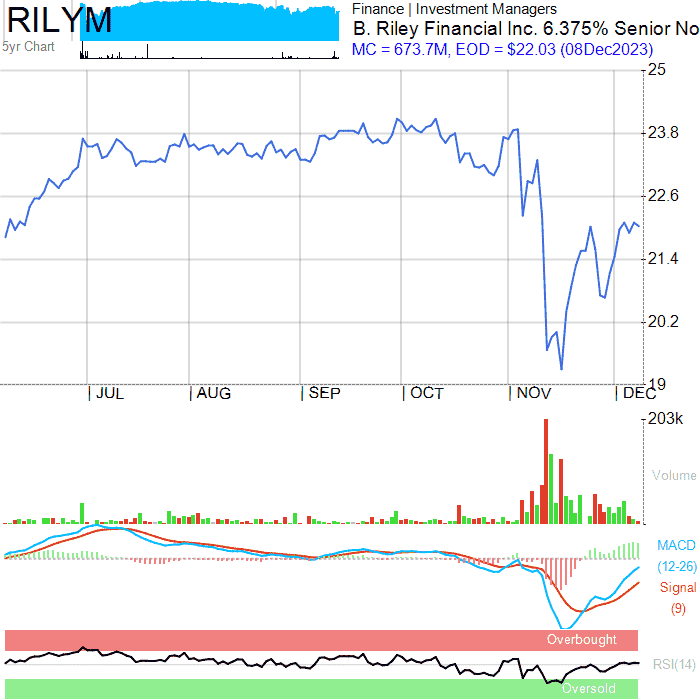 RILYM
5yr Chart
Finance | Investment Managers
B. Riley Financial Inc. 6.375% Senior No
MC = 673.7M, EOD = $22.03 (08Dec2023)
25
23.8
22.6
21.4
20.2
19
JUL AUG SEP OCT NOV DEC
203k
Volume
MACD
(12-26)
Signal
(9)
Overbought
RSI(14)
Oversold